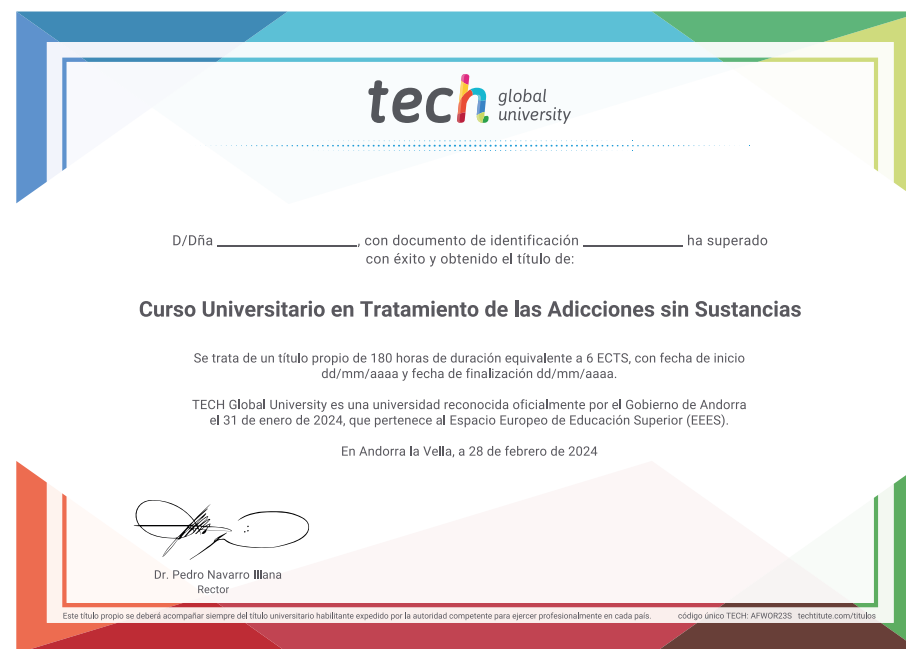 tech global university
D/Dña ____________________, con documento de identificación ______________ ha superado
con éxito y obtenido el título de:
Curso Universitario en Tratamiento de las Adicciones sin Sustancias
Se trata de un título propio de 180 horas de duración equivalente a 6 ECTS, con fecha de inicio
dd/mm/aaaa y fecha de finalización dd/mm/aaaa.
TECH Global University es una universidad reconocida oficialmente por el Gobierno de Andorra
el 31 de enero de 2024, que pertenece al Espacio Europeo de Educación Superior (EEES).
En Andorra la Vella, a 28 de febrero de 2024
Dr. Pedro Navarro Illana
Rector
Este título propio se deberá acompañar siempre del título universitario habilitante expedido por la autoridad competente para ejercer profesionalmente en cada país. código único TECH: AFWOR23S techtitute.com/titulos